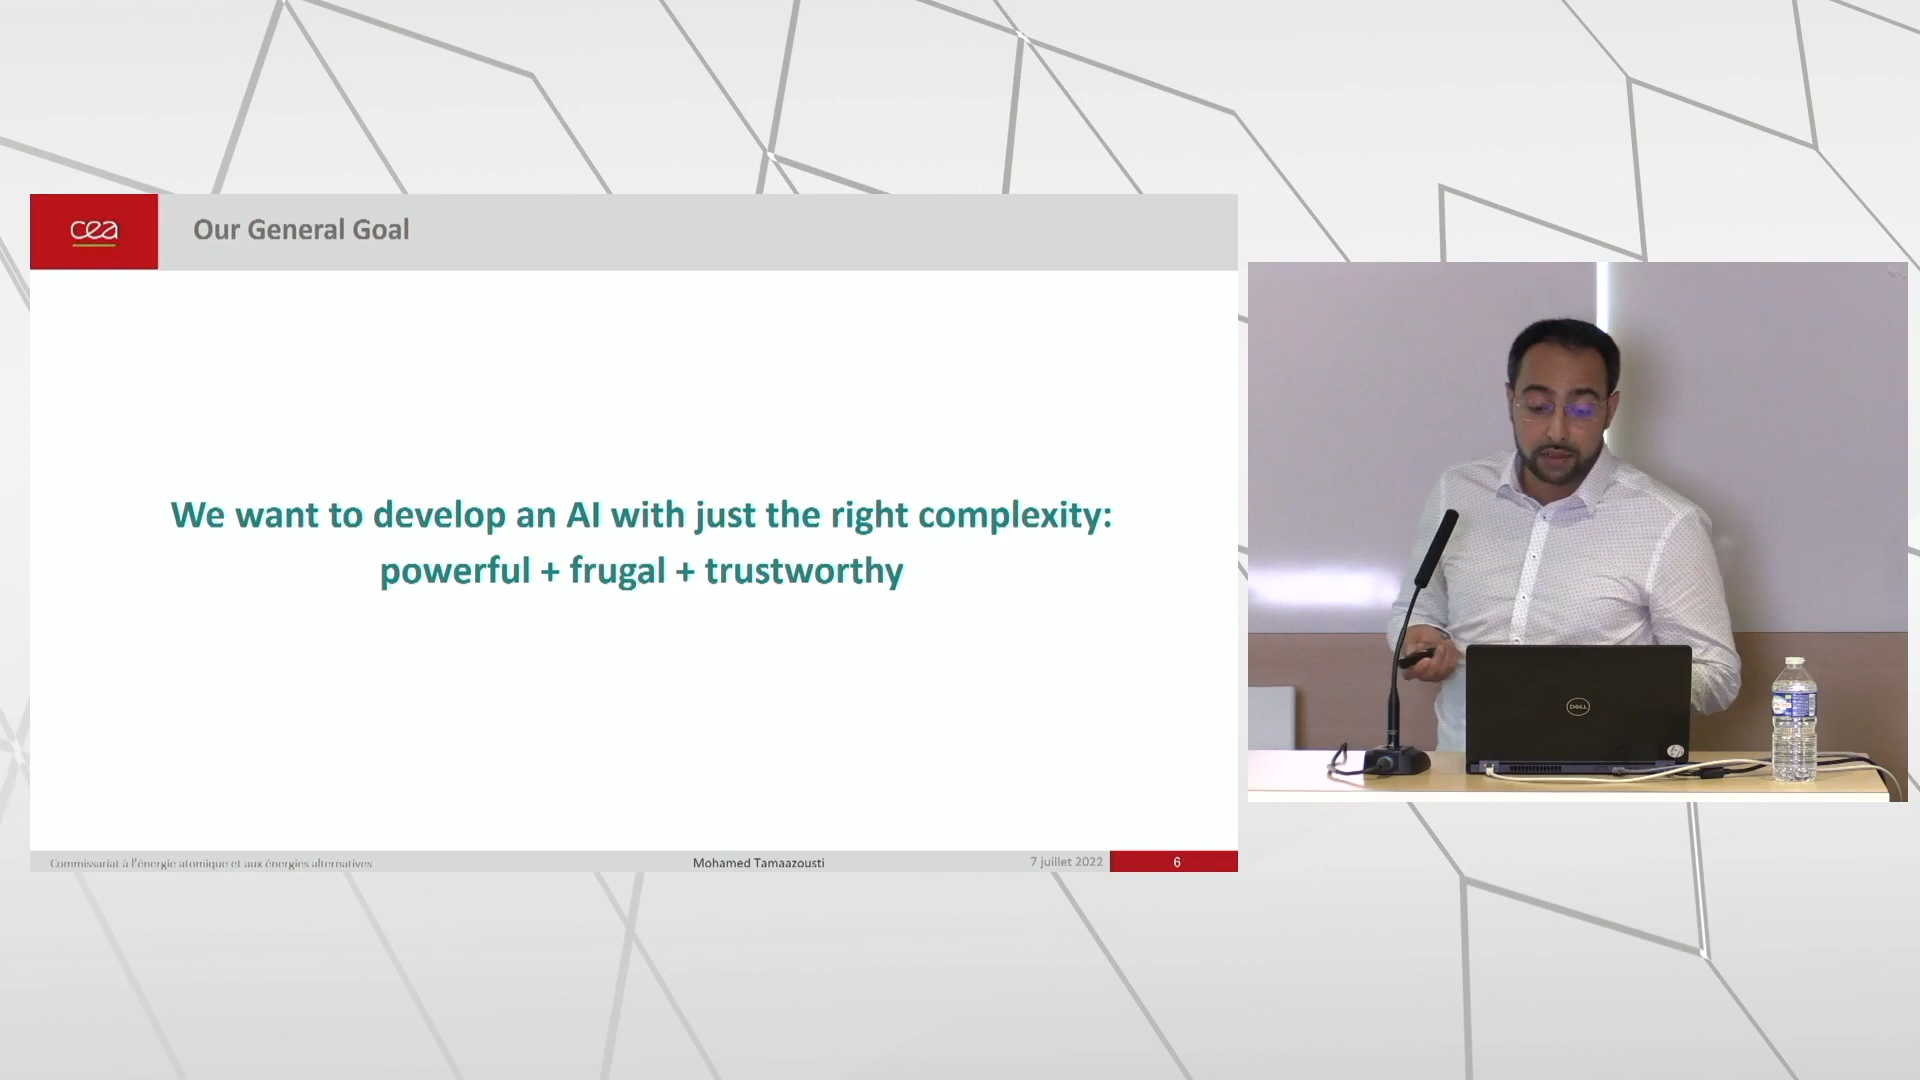 cea
Our General Goal
We want to develop an AI with just the right complexity:
powerful + frugal + trustworthy
Commissariat à l'énergie atomique et aux énergies alternatives
Mohamed Tamaazousti
7 juillet 2022
6
DELL